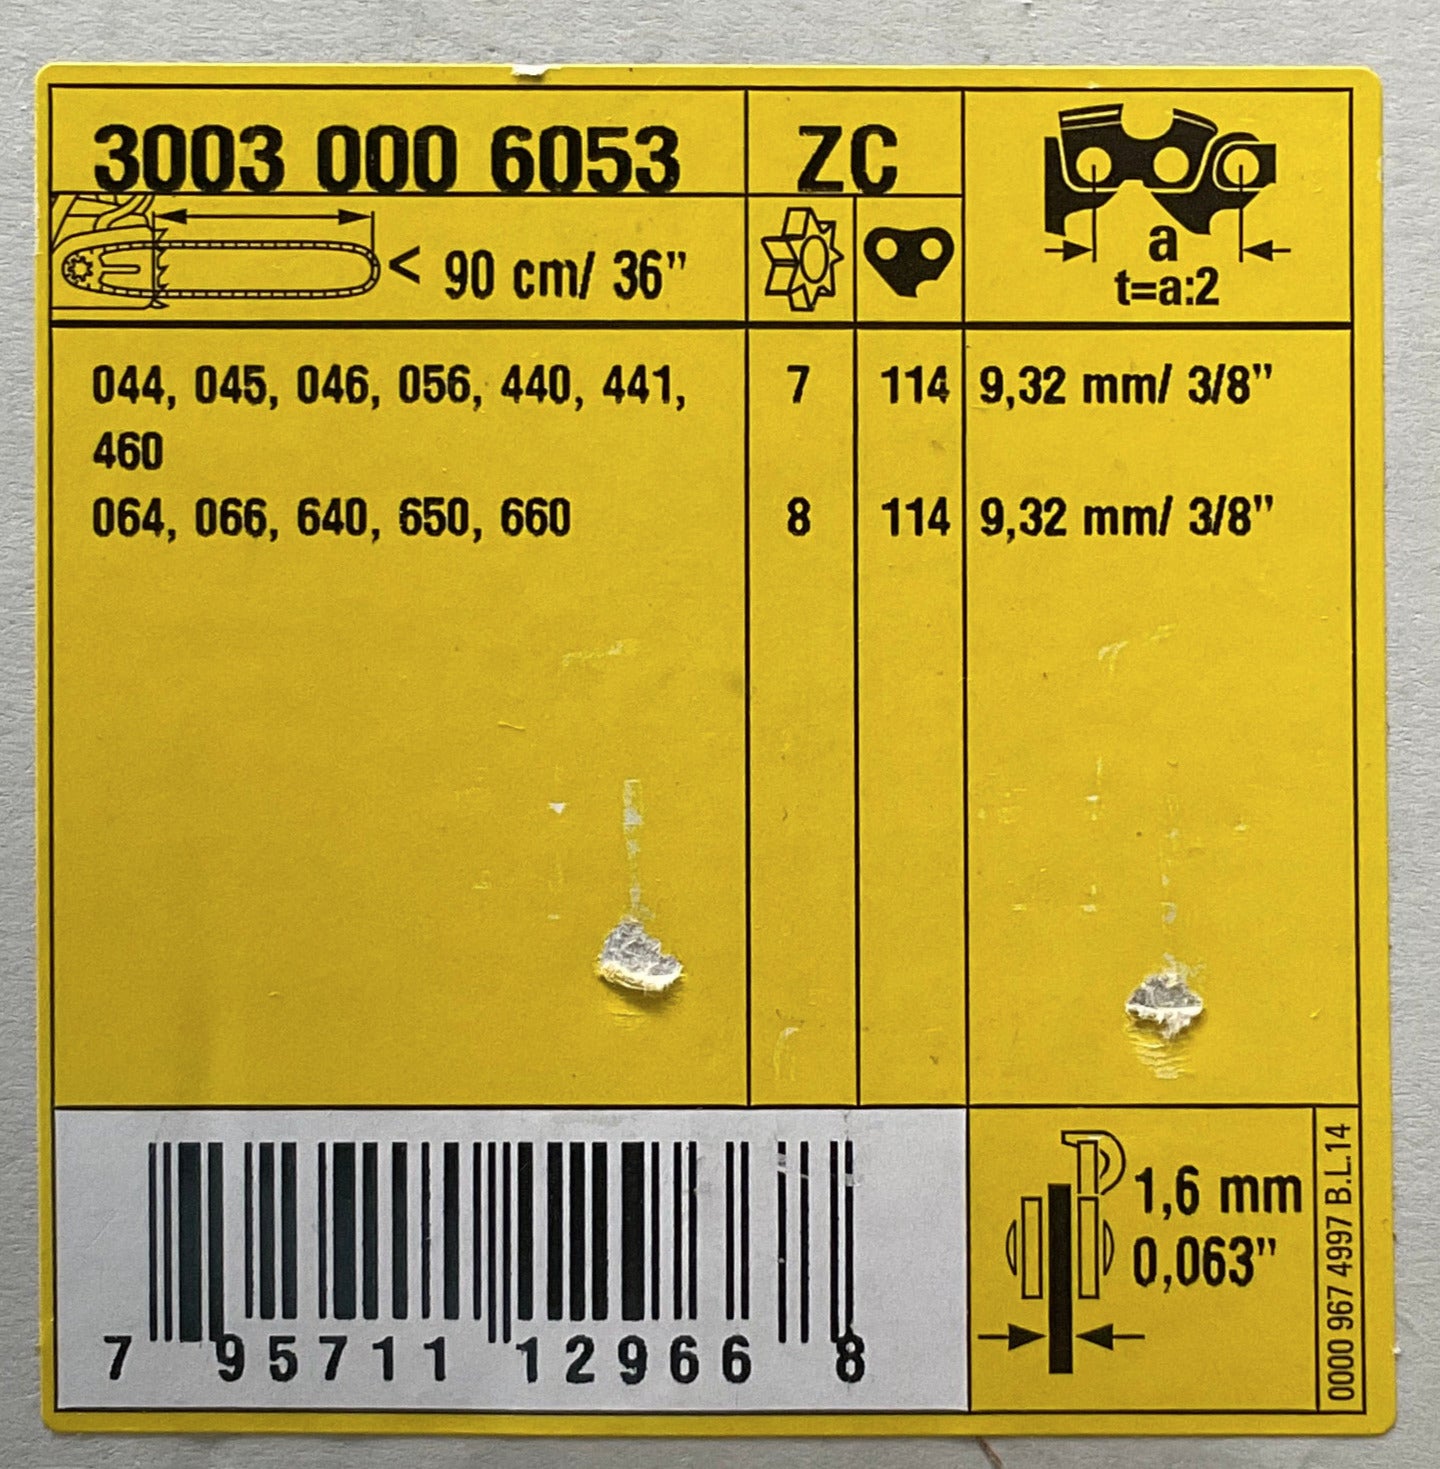 3003 000 6053 ZC
a
t=a:2
< 90 cm/ 36"
044, 045, 046, 056, 440, 441, 7 114 9,32 mm/ 3/8"
460
064, 066, 640, 650, 660 8 114 9,32 mm/ 3/8"
1,6 mm
0,063"
7 95711 12966 8
0000 967 4997 B.L.14